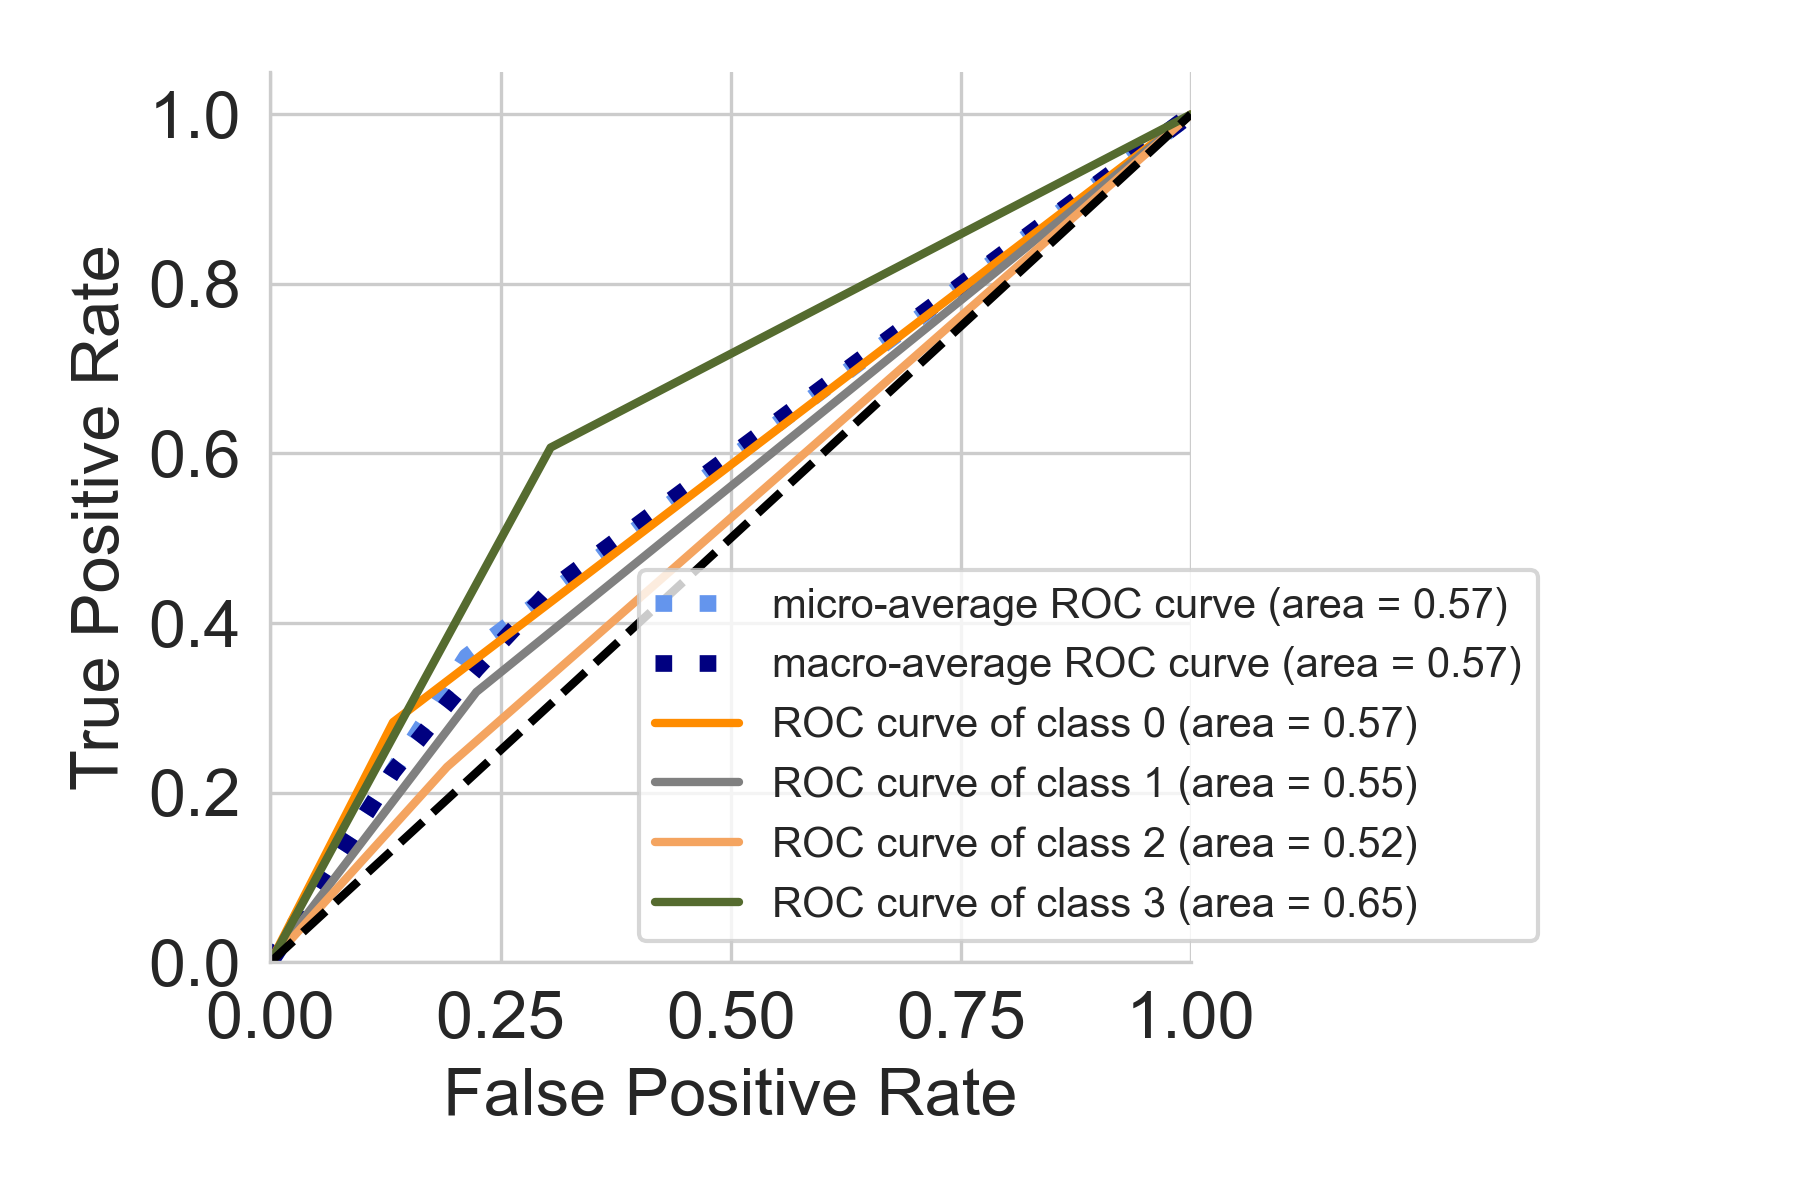 True Positive Rate
1.0
0.8
0.6
0.4
0.2
0.0
0.00 0.25 0.50 0.75 1.00
False Positive Rate
micro-average ROC curve (area = 0.57)
macro-average ROC curve (area = 0.57)
ROC curve of class 0 (area = 0.57)
ROC curve of class 1 (area = 0.55)
ROC curve of class 2 (area = 0.52)
ROC curve of class 3 (area = 0.65)